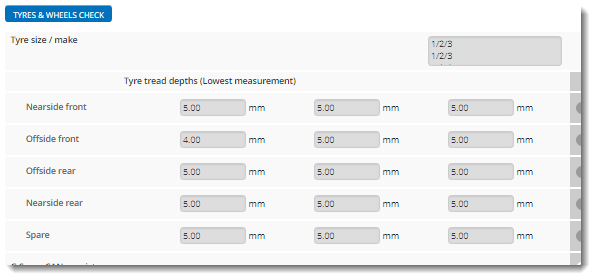 TYRES & WHEELS CHECK
Tyre size / make
1/2/3
1/2/3
Tyre tread depths (Lowest measurement)
Nearside front 5.00 mm 5.00 mm 5.00 mm
Offside front 4.00 mm 5.00 mm 5.00 mm
Offside rear 5.00 mm 5.00 mm 5.00 mm
Nearside rear 5.00 mm 5.00 mm 5.00 mm
Spare 5.00 mm 5.00 mm 5.00 mm